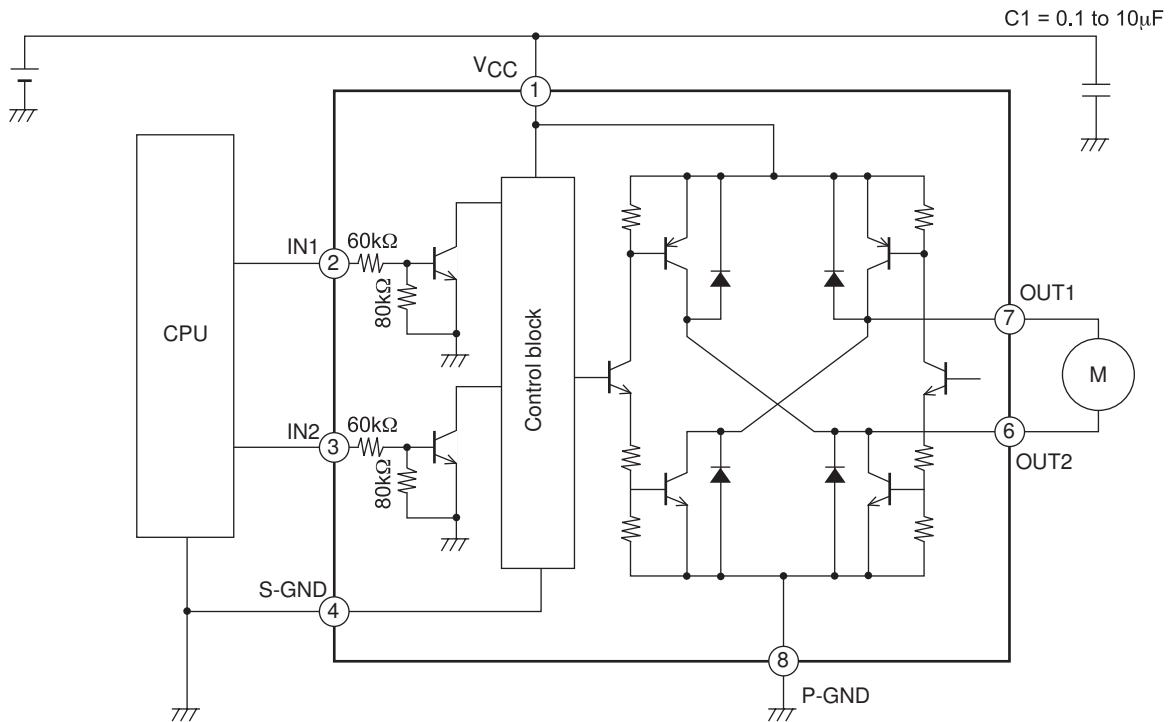 C1 = 0.1 to 10μF
VCC
1
IN1
2
60kΩ
80kΩ
CPU
Control block
OUT1
7
M
IN2
3
60kΩ
80kΩ
6
OUT2
S-GND
4
8
P-GND